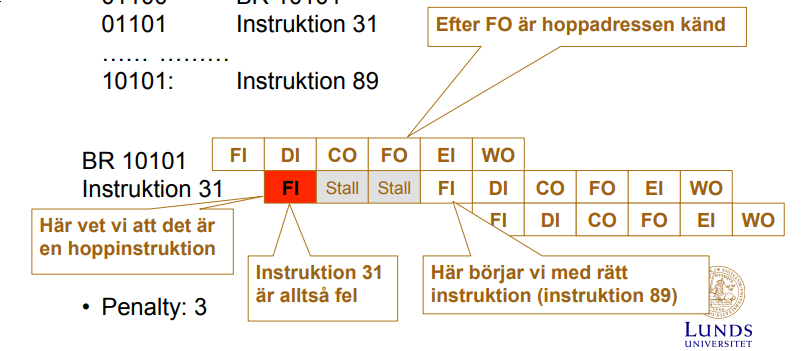 01101 Instruktion 31
…… ………
10101: Instruktion 89
Efter FO är hoppadressen känd
BR 10101 FI DI CO FO EI WO
Instruktion 31 FI Stall Stall FI DI CO FO EI WO
FI DI CO FO EI WO
Här vet vi att det är
en hoppinstruktion
Instruktion 31
är alltså fel
Här börjar vi med rätt
instruktion (instruktion 89)
• Penalty: 3
LUNDS
UNIVERSITET